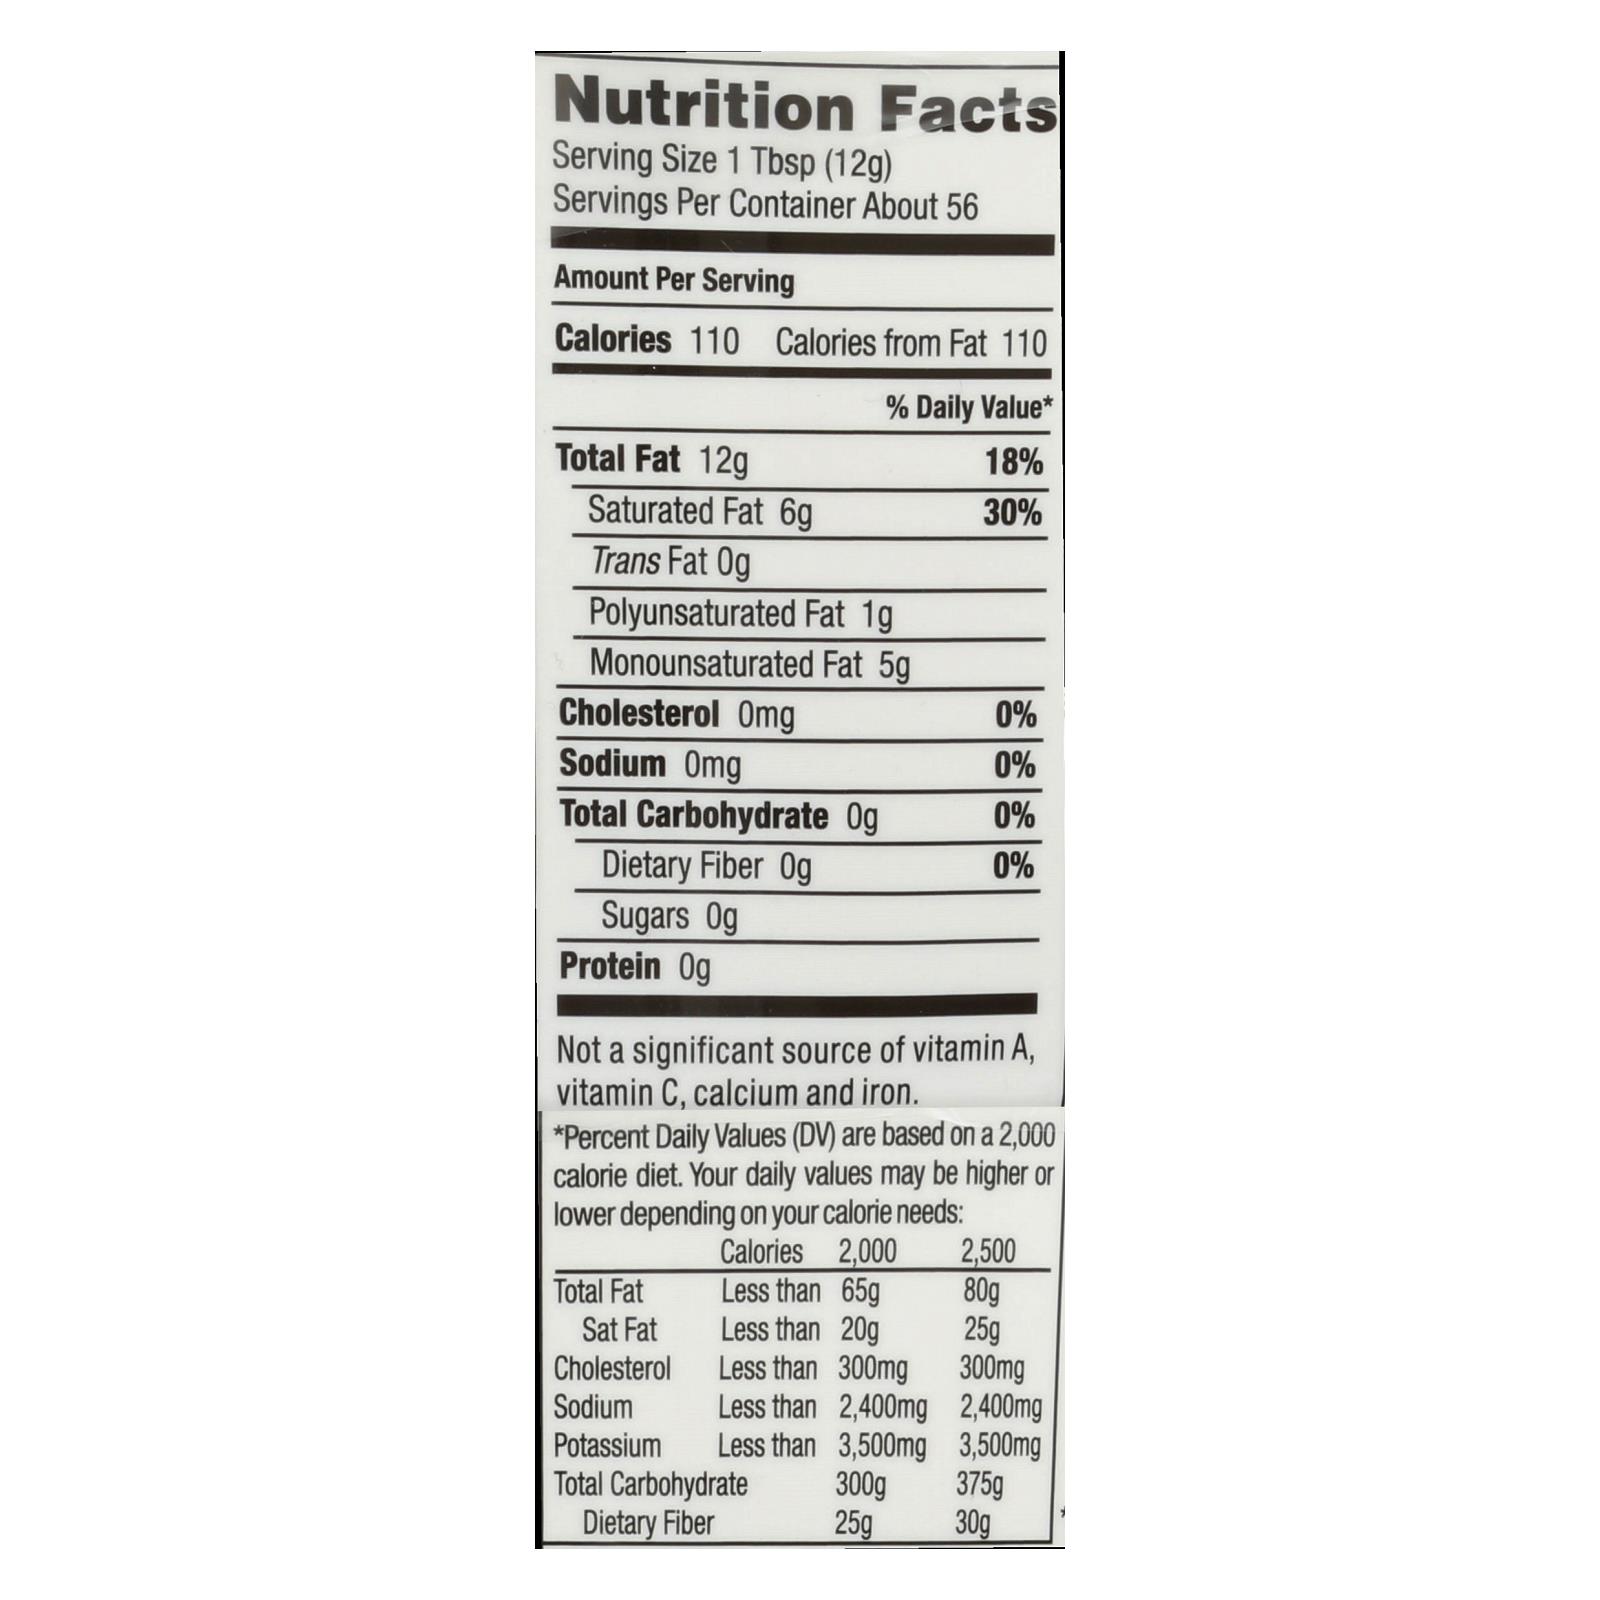 Nutrition Facts
Serving Size 1 Tbsp (12g)
Servings Per Container About 56
Amount Per Serving
Calories 110 Calories from Fat 110
% Daily Value*
Total Fat 12g 18%
Saturated Fat 6g 30%
Trans Fat 0g
Polyunsaturated Fat 1g
Monounsaturated Fat 5g
Cholesterol 0mg 0%
Sodium 0mg 0%
Total Carbohydrate 0g 0%
Dietary Fiber 0g 0%
Sugars 0g
Protein 0g
Not a significant source of vitamin A,
vitamin C, calcium and iron.
*Percent Daily Values (DV) are based on a 2,000
calorie diet. Your daily values may be higher or
lower depending on your calorie needs:
Calories 2,000 2,500
Total Fat Less than 65g 80g
Sat Fat Less than 20g 25g
Cholesterol Less than 300mg 300mg
Sodium Less than 2,400mg 2,400mg
Potassium Less than 3,500mg 3,500mg
Total Carbohydrate 300g 375g
Dietary Fiber 25g 30g